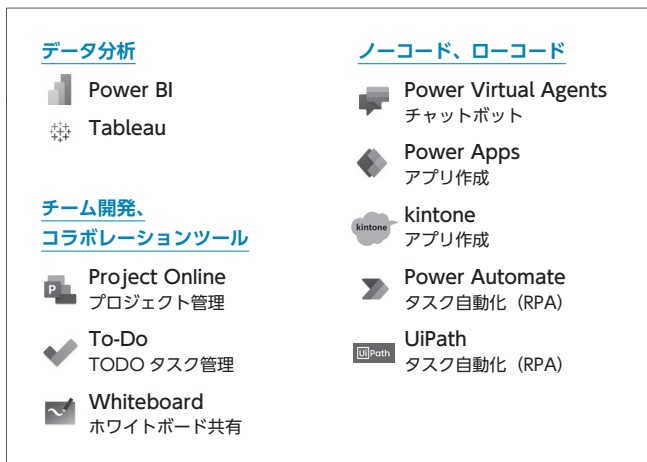 データ分析
Power BI
Tableau
チーム開発、
コラボレーションツール
P
Project Online
プロジェクト管理
To-Do
TODO タスク管理
Whiteboard
ホワイトボード共有
ノーコード、ローコード
Power Virtual Agents
チャットボット
Power Apps
アプリ作成
kintone
kintone
アプリ作成
Power Automate
タスク自動化（RPA）
UiPath
UiPath
タスク自動化（RPA）